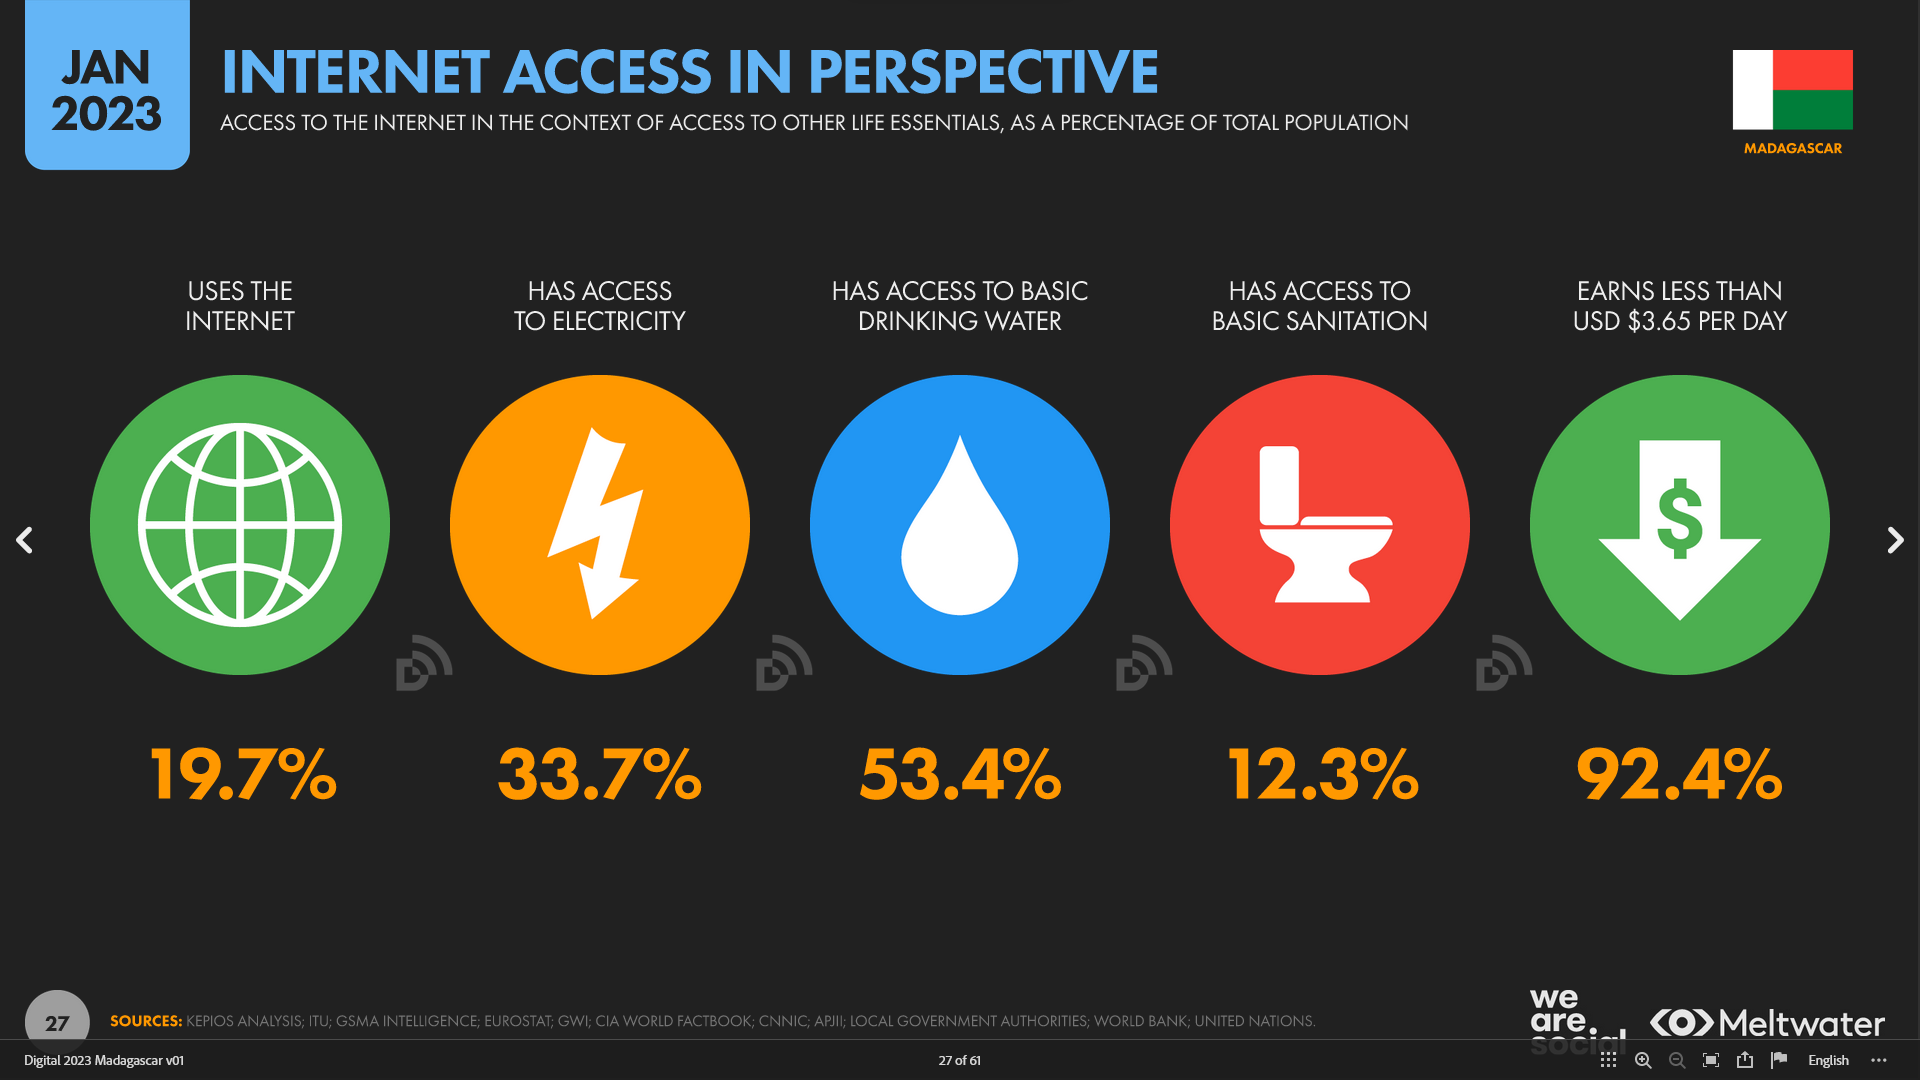 JAN
2023
INTERNET ACCESS IN PERSPECTIVE
ACCESS TO THE INTERNET IN THE CONTEXT OF ACCESS TO OTHER LIFE ESSENTIALS, AS A PERCENTAGE OF TOTAL POPULATION
MADAGASCAR
USES THE
INTERNET
19.7%
HAS ACCESS
TO ELECTRICITY
33.7%
HAS ACCESS TO BASIC
DRINKING WATER
53.4%
HAS ACCESS TO
BASIC SANITATION
12.3%
EARNS LESS THAN
USD $3.65 PER DAY
$
92.4%
27
SOURCES: KEPIOS ANALYSIS; ITU; GSMA INTELLIGENCE; EUROSTAT; GWI; CIA WORLD FACTBOOK; CNNIC; APJII; LOCAL GOVERNMENT AUTHORITIES; WORLD BANK; UNITED NATIONS.
we
are.
social
Meltwater
Digital 2023 Madagascar v01
27 of 61
English